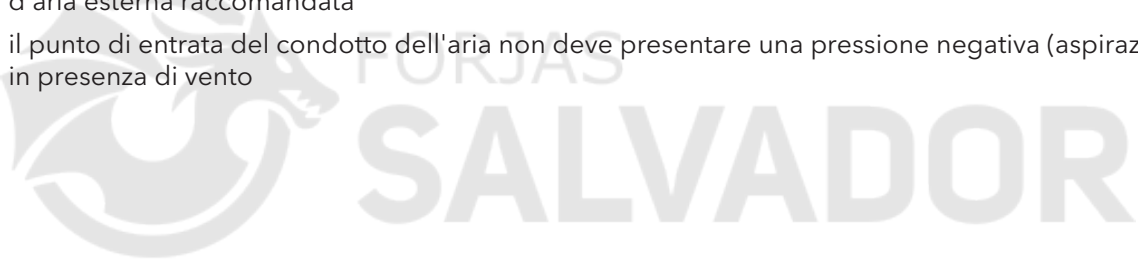 d'aria esterna raccomandata
il punto di entrata del condotto dell'aria non deve presentare una pressione negativa (aspiraz
in presenza di vento
FORJAS
SALVADOR